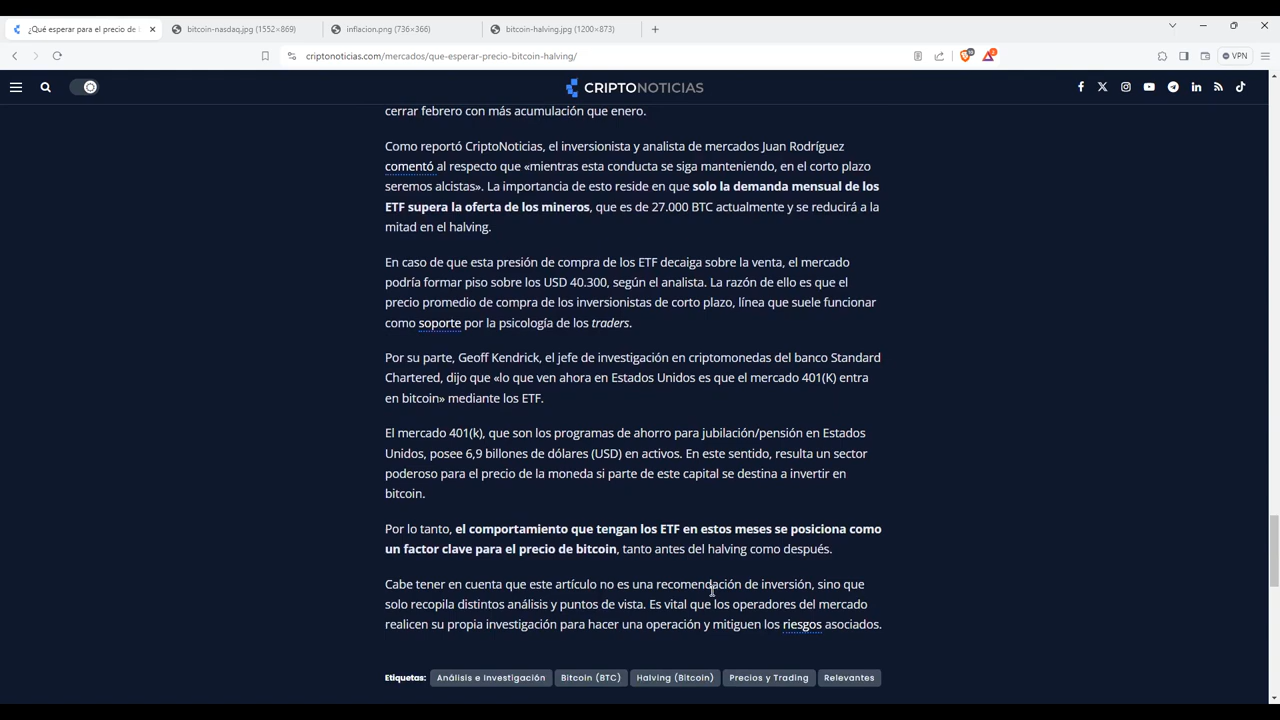 ¿Qué esperar para el precio de
bitcoin-nasdaq.jpg (1552×869)
inflacion.png (736×366)
bitcoin-halving.jpg (1200×873)
criptonoticias.com/mercados/que-esperar-precio-bitcoin-halving/
VPN
CRIPTONOTICIAS
cerrar febrero con más acumulación que enero.
Como reportó CriptoNoticias, el inversionista y analista de mercados Juan Rodríguez
comentó al respecto que «mientras esta conducta se siga manteniendo, en el corto plazo
seremos alcistas». La importancia de esto reside en que solo la demanda mensual de los
ETF supera la oferta de los mineros, que es de 27.000 BTC actualmente y se reducirá a la
mitad en el halving.
En caso de que esta presión de compra de los ETF decaiga sobre la venta, el mercado
podría formar piso sobre los USD 40.300, según el analista. La razón de ello es que el
precio promedio de compra de los inversionistas de corto plazo, línea que suele funcionar
como soporte por la psicología de los traders.
Por su parte, Geoff Kendrick, el jefe de investigación en criptomonedas del banco Standard
Chartered, dijo que «lo que ven ahora en Estados Unidos es que el mercado 401(K) entra
en bitcoin» mediante los ETF.
El mercado 401(k), que son los programas de ahorro para jubilación/pensión en Estados
Unidos, posee 6,9 billones de dólares (USD) en activos. En este sentido, resulta un sector
poderoso para el precio de la moneda si parte de este capital se destina a invertir en
bitcoin.
Por lo tanto, el comportamiento que tengan los ETF en estos meses se posiciona como
un factor clave para el precio de bitcoin, tanto antes del halving como después.
Cabe tener en cuenta que este artículo no es una recomendación de inversión, sino que
solo recopila distintos análisis y puntos de vista. Es vital que los operadores del mercado
realicen su propia investigación para hacer una operación y mitiguen los riesgos asociados.
Etiquetas: Análisis e Investigación Bitcoin (BTC) Halving (Bitcoin) Precios y Trading Relevantes